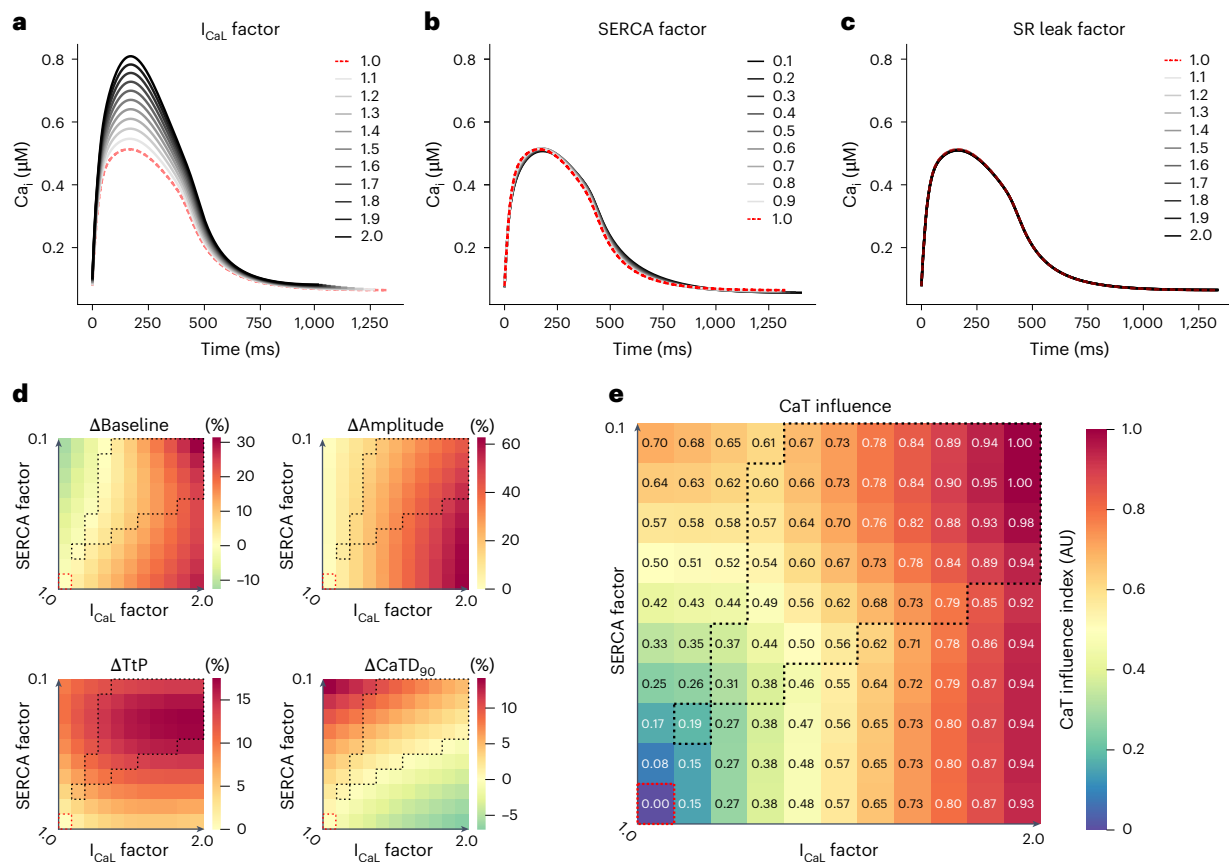 a
I_CaL factor
0.8
0.6
0.4
0.2
Ca_i (µM)
0
250
500
750
1,000
1,250
Time (ms)
1.0
1.1
1.2
1.3
1.4
1.5
1.6
1.7
1.8
1.9
2.0
b
SERCA factor
0.8
0.6
0.4
0.2
Ca_i (µM)
0
250
500
750
1,000
1,250
Time (ms)
0.1
0.2
0.3
0.4
0.5
0.6
0.7
0.8
0.9
1.0
c
SR leak factor
0.8
0.6
0.4
0.2
Ca_i (µM)
0
250
500
750
1,000
1,250
Time (ms)
1.0
1.1
1.2
1.3
1.4
1.5
1.6
1.7
1.8
1.9
2.0
d
ΔBaseline
(%)
0.1
SERCA factor
1.0
I_CaL factor
2.0
30
20
10
0
−10
ΔAmplitude
(%)
0.1
SERCA factor
1.0
I_CaL factor
2.0
60
40
20
0
ΔTtP
(%)
0.1
SERCA factor
1.0
I_CaL factor
2.0
15
10
5
0
ΔCaTD_90
(%)
0.1
SERCA factor
1.0
I_CaL factor
2.0
10
5
0
−5
e
CaT influence
0.1
SERCA factor
0.70 0.68 0.65 0.61 0.67 0.73 0.78 0.84 0.89 0.94 1.00
0.64 0.63 0.62 0.60 0.66 0.73 0.78 0.84 0.90 0.95 1.00
0.57 0.58 0.58 0.57 0.64 0.70 0.76 0.82 0.88 0.93 0.98
0.50 0.51 0.52 0.54 0.60 0.67 0.73 0.78 0.84 0.89 0.94
0.42 0.43 0.44 0.49 0.56 0.62 0.68 0.73 0.79 0.85 0.92
0.33 0.35 0.37 0.44 0.50 0.56 0.62 0.71 0.78 0.86 0.94
0.25 0.26 0.31 0.38 0.46 0.55 0.64 0.72 0.79 0.87 0.94
0.17 0.19 0.27 0.38 0.47 0.56 0.65 0.73 0.80 0.87 0.94
0.08 0.15 0.27 0.38 0.48 0.57 0.65 0.73 0.80 0.87 0.94
0.00 0.15 0.27 0.38 0.48 0.57 0.65 0.73 0.80 0.87 0.93
1.0
I_CaL factor
2.0
1.0
0.8
0.6
0.4
0.2
0
CaT influence index (AU)